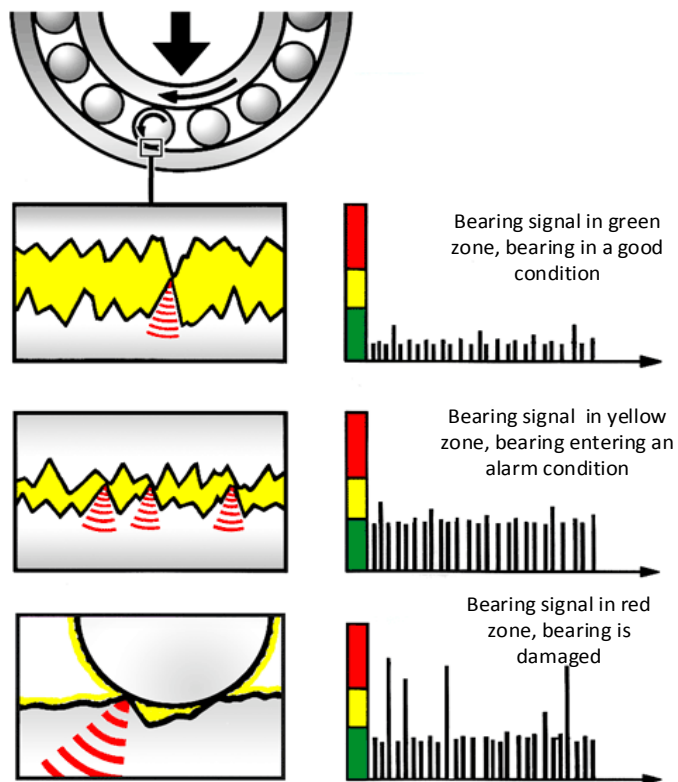 Bearing signal in green
zone, bearing in a good
condition
Bearing signal  in yellow
zone, bearing entering an
alarm condition
Bearing signal in red
zone, bearing is
damaged